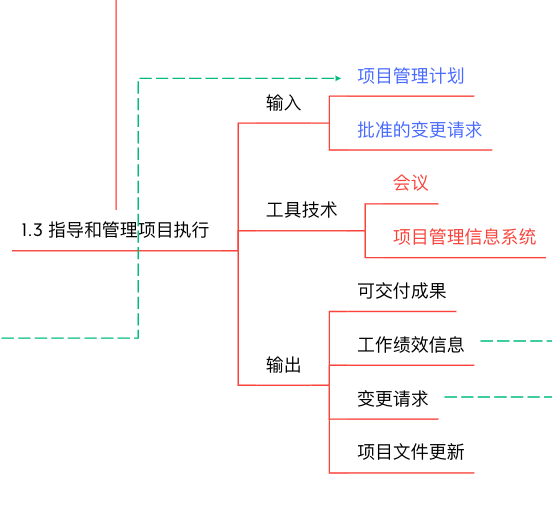 1.3 指导和管理项目执行
输入
项目管理计划
批准的变更请求
工具技术
会议
项目管理信息系统
输出
可交付成果
工作绩效信息
变更请求
项目文件更新